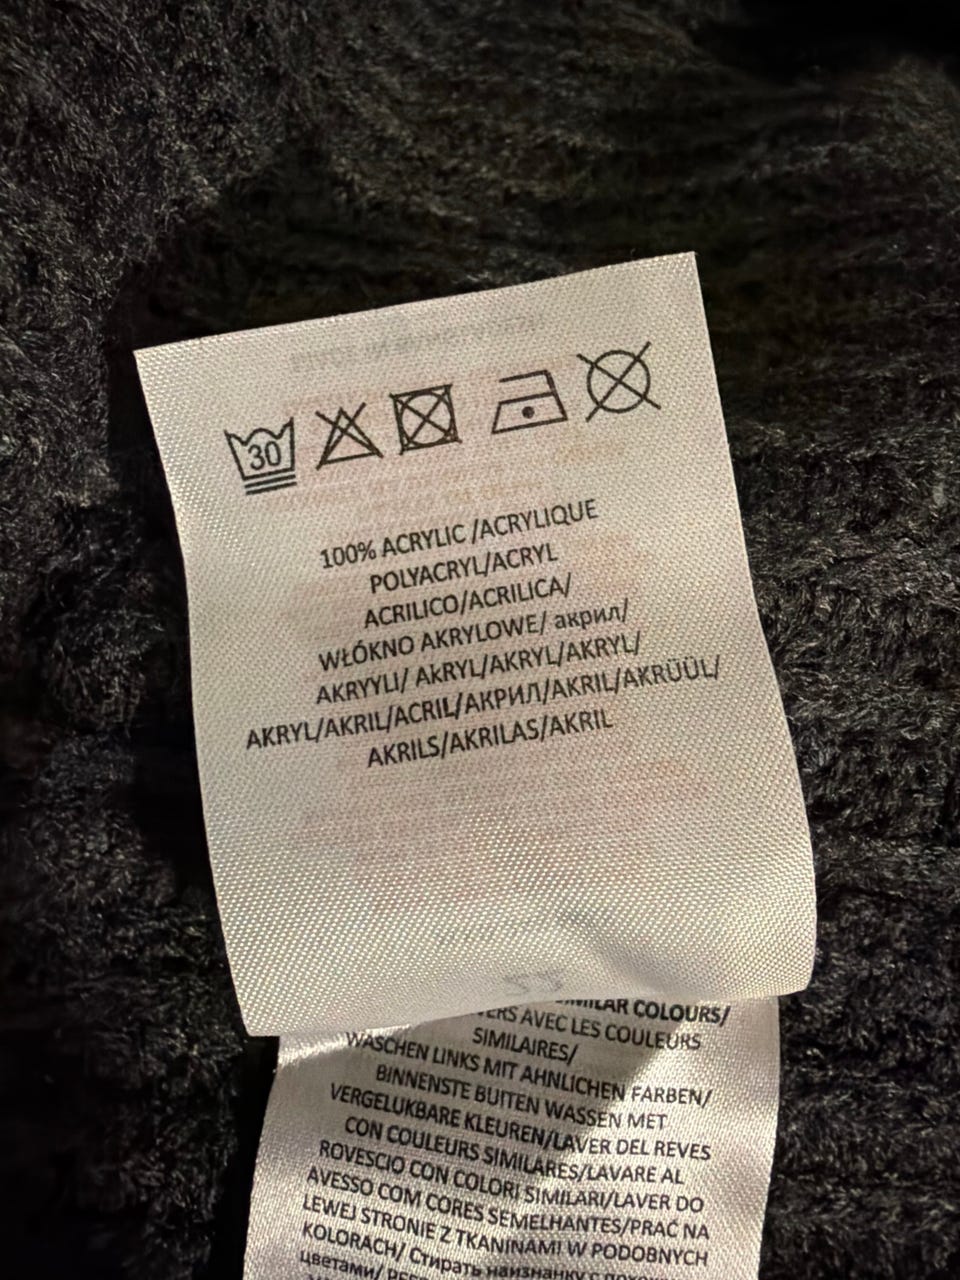 30
100% ACRYLIC /ACRYLIQUE
POLYACRYL/ACRYL
ACRILICO/ACRILICA/
WŁÓKNO AKRYLOWE/ акрил/
AKRYYLI/ AKRYL/AKRYL/AKRYL/
AKRYL/AKRIL/ACRIL/АКРИЛ/AKRIL/AKRÜÜL/
AKRILS/AKRILAS/AKRIL
COLOURS/
AVEC LES COULEURS
SIMILAIRES/
WASCHEN LINKS MIT AHNLICHEN FARBEN/
BINNENSTE BUITEN WASSEN MET
VERGELUKBARE KLEUREN/LAVER DEL REVES
CON COULEURS SIMILARES/LAVARE AL
ROVESCIO CON COLORI SIMILARI/LAVER DO
AVESSO COM CORES SEMELHANTES/PRAĆ NA
LEWEJ STRONIE Z TKANINAMI W PODOBNYCH
KOLORACH/ Стирать наизнанку с
цветами/